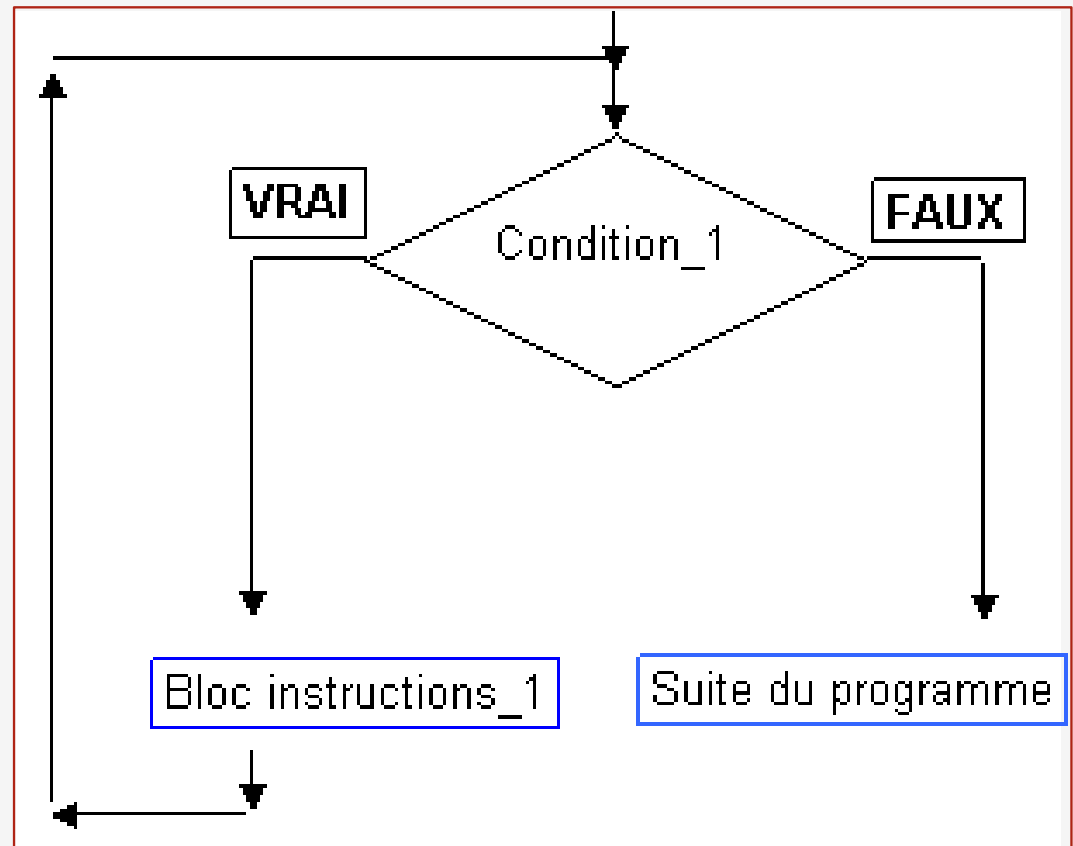 VRAI
FAUX
Condition_1
Bloc instructions_1
Suite du programme